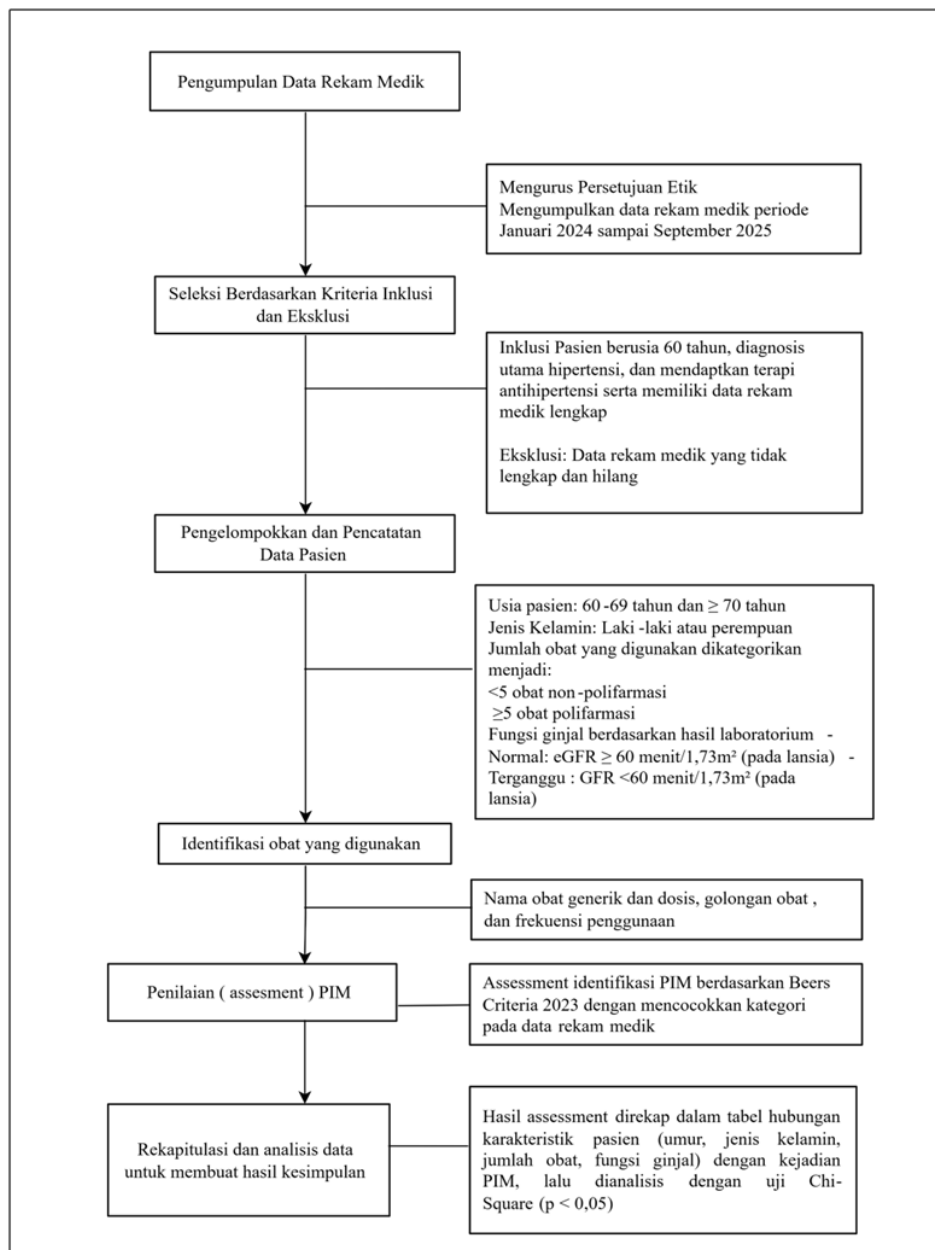 Pengumpulan Data Rekam Medik
Mengurus Persetujuan Etik
Mengumpulkan data rekam medik periode
Januari 2024 sampai September 2025
Seleksi Berdasarkan Kriteria Inklusi
dan Eksklusi
Inklusi Pasien berusia 60 tahun, diagnosis
utama hipertensi, dan mendaptkan terapi
antihipertensi serta memiliki data rekam
medik lengkap
Eksklusi: Data rekam medik yang tidak
lengkap dan hilang
Pengelompokkan dan Pencatatan
Data Pasien
Usia pasien: 60 -69 tahun dan ≥ 70 tahun
Jenis Kelamin: Laki -laki atau perempuan
Jumlah obat yang digunakan dikategorikan
menjadi:
<5 obat non-polifarmasi
≥5 obat polifarmasi
Fungsi ginjal berdasarkan hasil laboratorium -
Normal: eGFR ≥ 60 menit/1,73m² (pada lansia) -
Terganggu : GFR <60 menit/1,73m² (pada
lansia)
Identifikasi obat yang digunakan
Nama obat generik dan dosis, golongan obat ,
dan frekuensi penggunaan
Penilaian ( assesment ) PIM
Assessment identifikasi PIM berdasarkan Beers
Criteria 2023 dengan mencocokkan kategori
pada data rekam medik
Rekapitulasi dan analisis data
untuk membuat hasil kesimpulan
Hasil assessment direkap dalam tabel hubungan
karakteristik pasien (umur, jenis kelamin,
jumlah obat, fungsi ginjal) dengan kejadian
PIM, lalu dianalisis dengan uji Chi-
Square (p < 0,05)